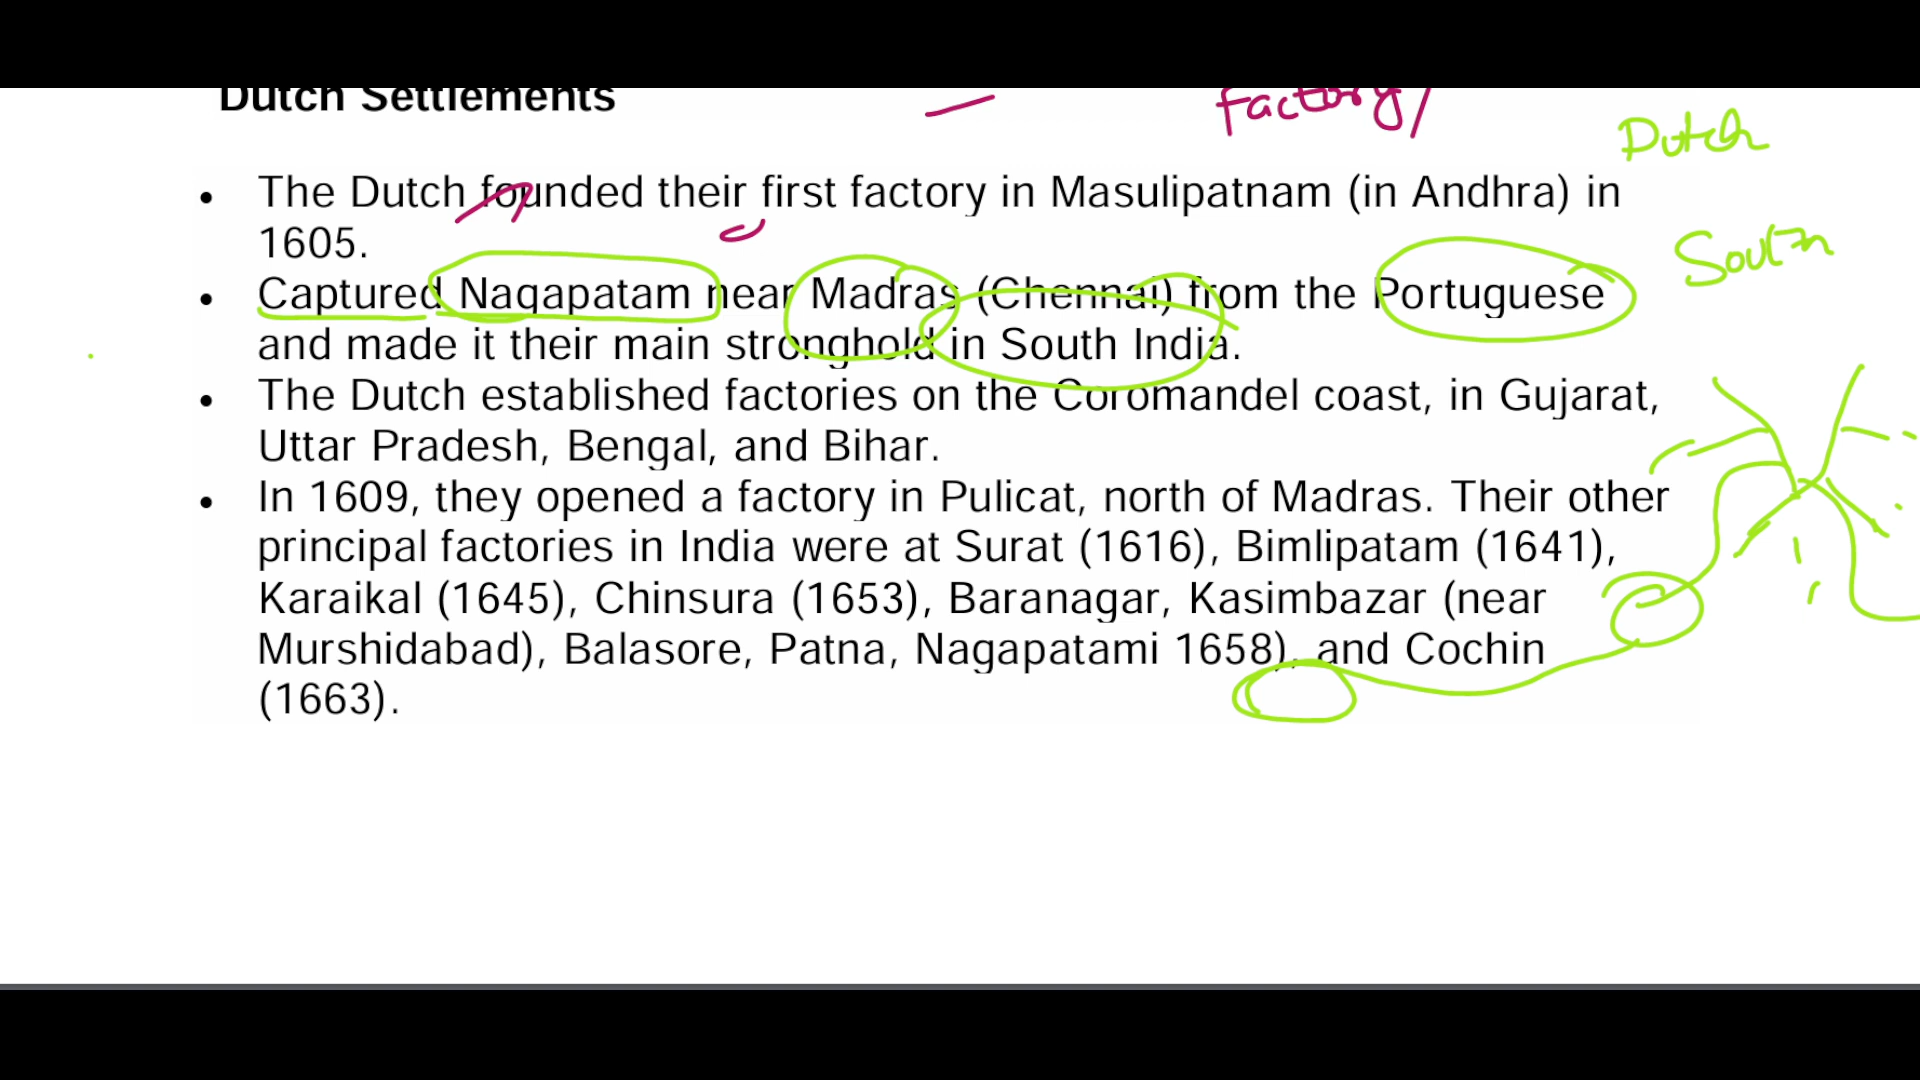 Dutch Settlements
factory/
Dutch
• The Dutch founded their first factory in Masulipatnam (in Andhra) in
1605.
South
• Captured Nagapatam near Madras (Chennai) from the Portuguese
and made it their main stronghold in South India.
• The Dutch established factories on the Coromandel coast, in Gujarat,
Uttar Pradesh, Bengal, and Bihar.
• In 1609, they opened a factory in Pulicat, north of Madras. Their other
principal factories in India were at Surat (1616), Bimlipatam (1641),
Karaikal (1645), Chinsura (1653), Baranagar, Kasimbazar (near
Murshidabad), Balasore, Patna, Nagapatami 1658), and Cochin
(1663).